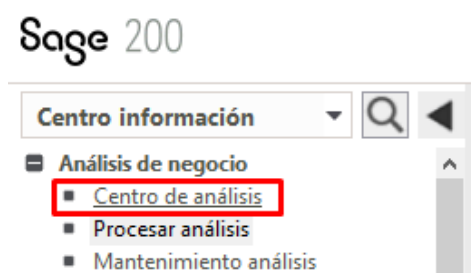 Sage 200
Centro información
Análisis de negocio
Centro de análisis
Procesar análisis
Mantenimiento análisis